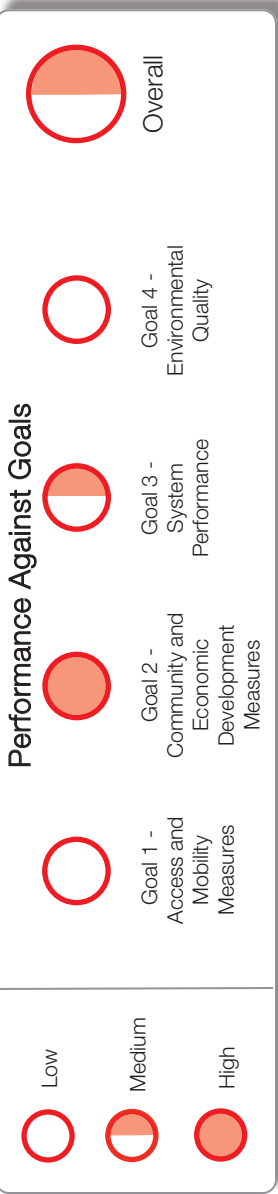 Performance Against Goals
Low
Medium
High
Goal 1 -
Access and
Mobility
Measures
Goal 2 -
Community and
Economic
Development
Measures
Goal 3 -
System
Performance
Goal 4 -
Environmental
Quality
Overall